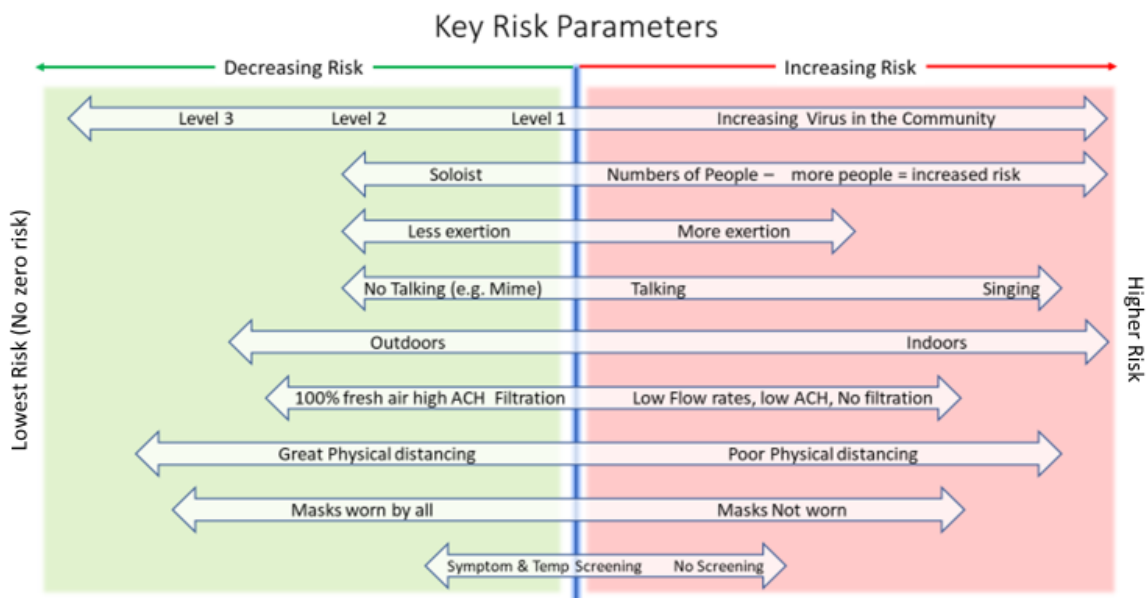 Key Risk Parameters
Decreasing Risk Increasing Risk
Level 3 Level 2 Level 1 Increasing Virus in the Community
Soloist Numbers of People – more people = increased risk
Less exertion More exertion
No Talking (e.g. Mime) Talking Singing
Outdoors Indoors
100% fresh air high ACH Filtration Low Flow rates, low ACH, No filtration
Great Physical distancing Poor Physical distancing
Masks worn by all Masks Not worn
Symptom & Temp Screening No Screening
Lowest Risk (No zero risk)
Higher Risk